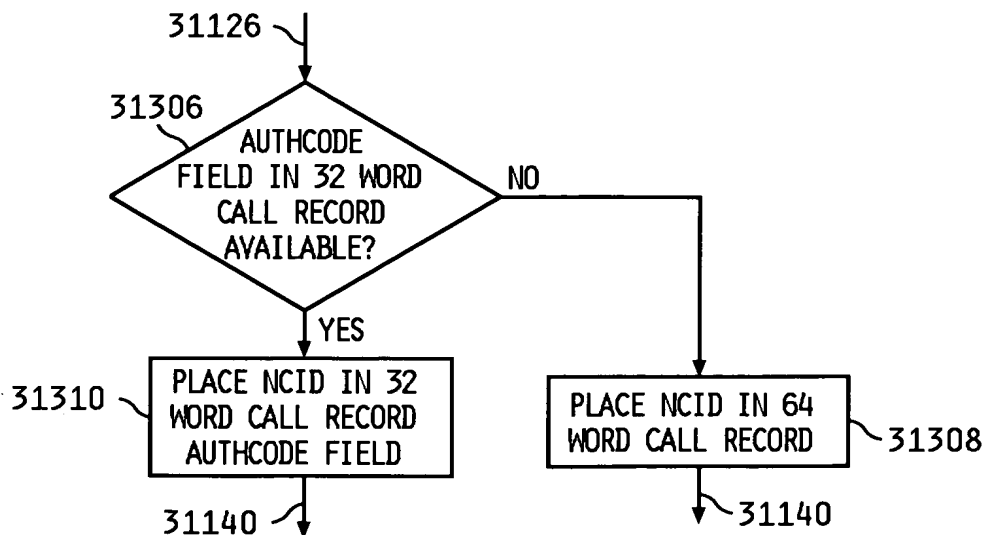 31126
31306
AUTHCODE
FIELD IN 32 WORD
CALL RECORD
AVAILABLE?
NO
YES
31310
PLACE NCID IN 32
WORD CALL RECORD
AUTHCODE FIELD
PLACE NCID IN 64
WORD CALL RECORD
31308
31140
31140